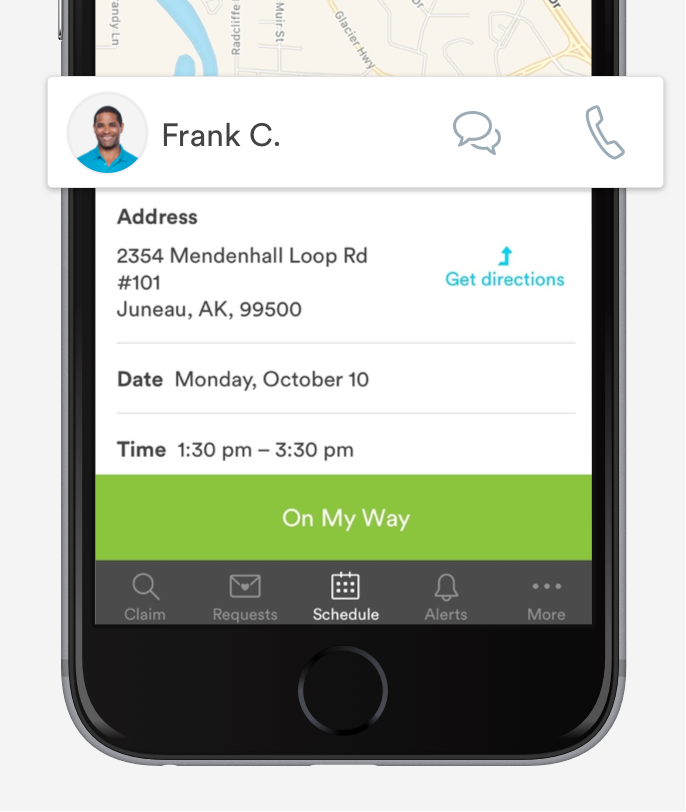 andy Ln
Radcliffe
Muir St
Glacier Hwy
Dr
Dr
Frank C.
Address
2354 Mendenhall Loop Rd
#101
Juneau, AK, 99500
Get directions
Date Monday, October 10
Time 1:30 pm – 3:30 pm
On My Way
Claim
Requests
Schedule
Alerts
More